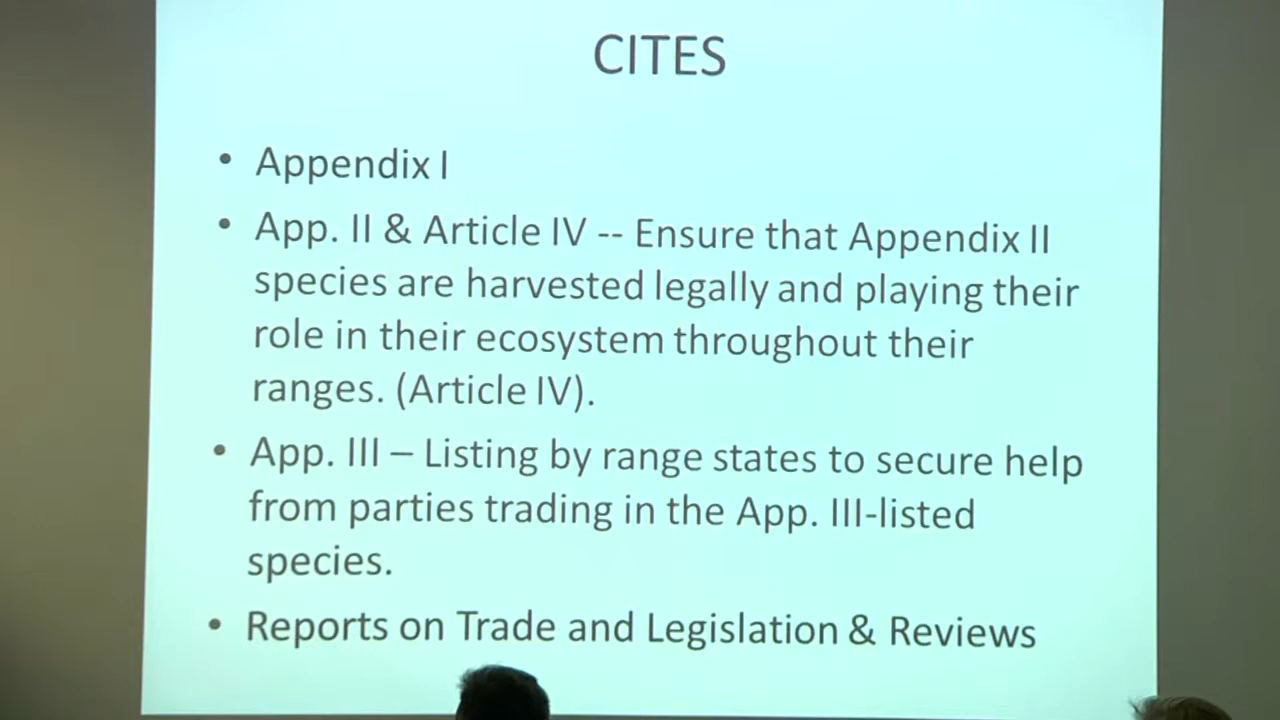 CITES
• Appendix I
• App. II & Article IV -- Ensure that Appendix II
species are harvested legally and playing their
role in their ecosystem throughout their
ranges. (Article IV).
• App. III – Listing by range states to secure help
from parties trading in the App. III-listed
species.
• Reports on Trade and Legislation & Reviews